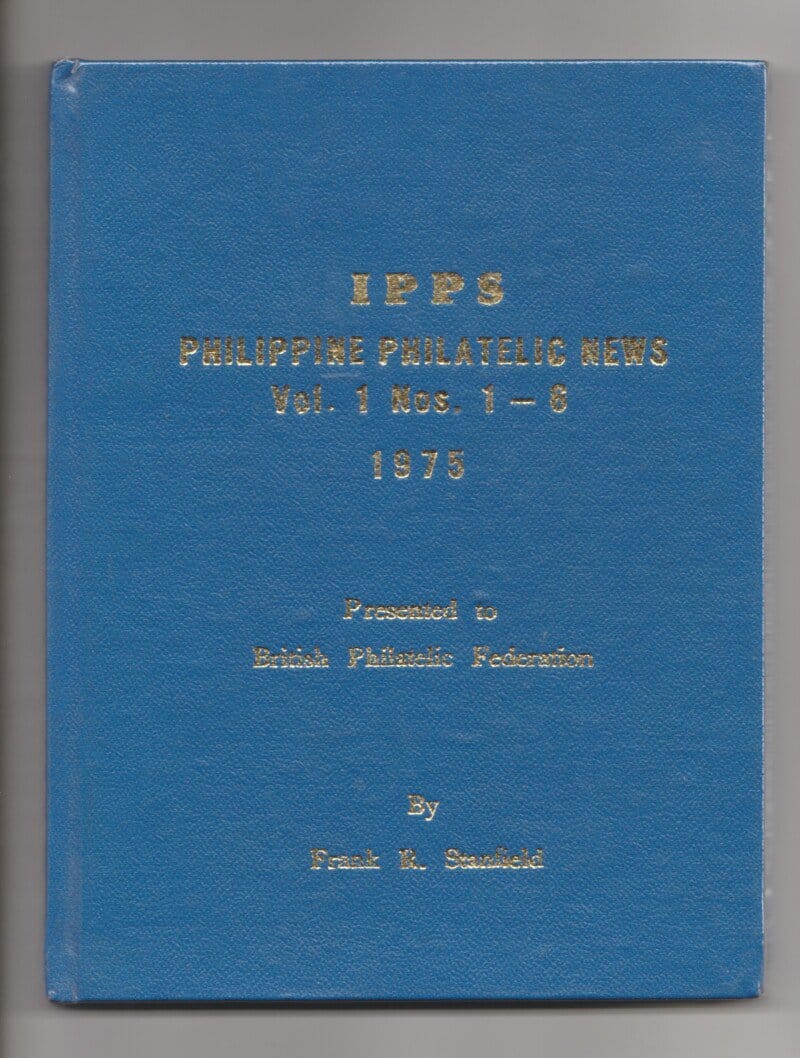 IPPS
PHILIPPINE PHILATELIC NEWS
Vol. 1 Nos. 1 – 6
1975
Presented to
British Philatelic Federation
By
Frank R. Stanfield